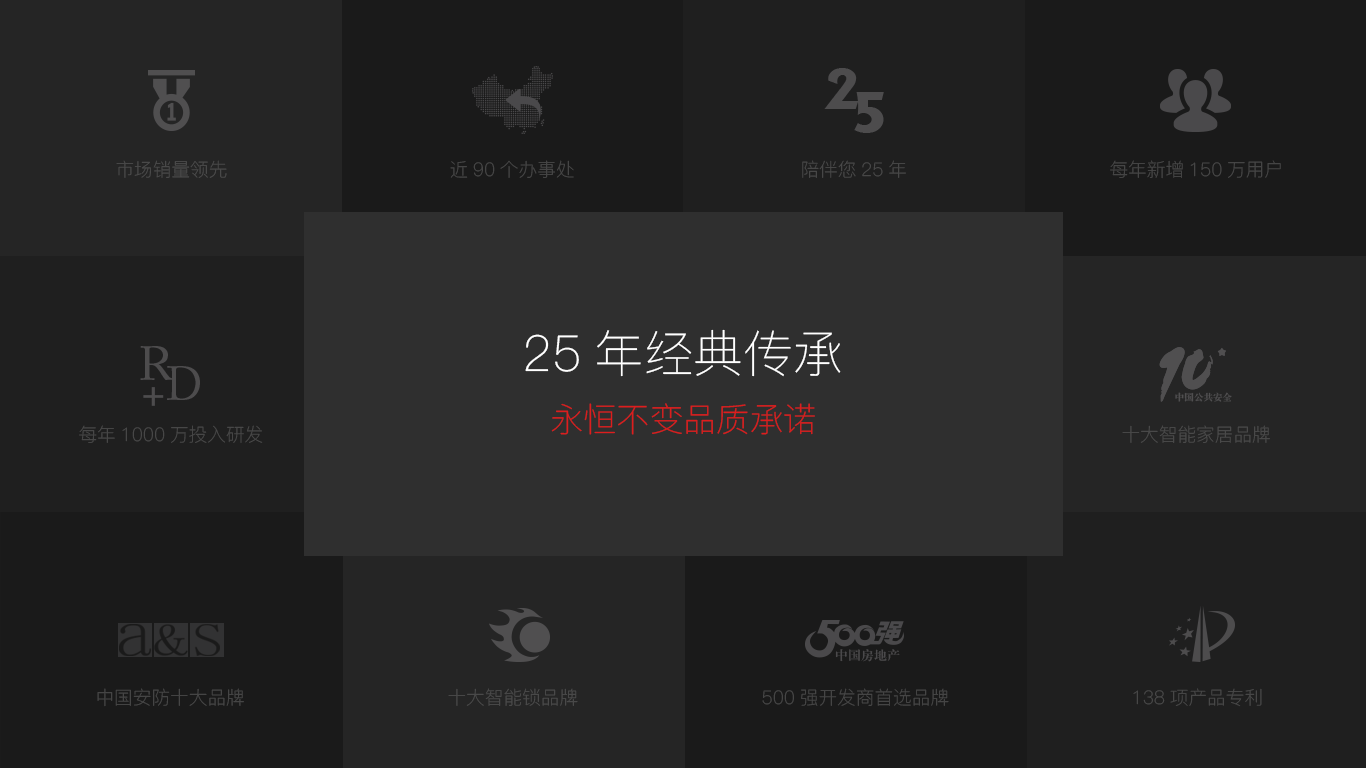 1
市场销量领先
近 90 个办事处
25
陪伴您 25 年
每年新增 150 万用户
25 年经典传承
永恒不变品质承诺
R+D
每年 1000 万投入研发
10
中国公共安全
十大智能家居品牌
a&S
中国安防十大品牌
十大智能锁品牌
500强
中国房地产
500 强开发商首选品牌
138 项产品专利